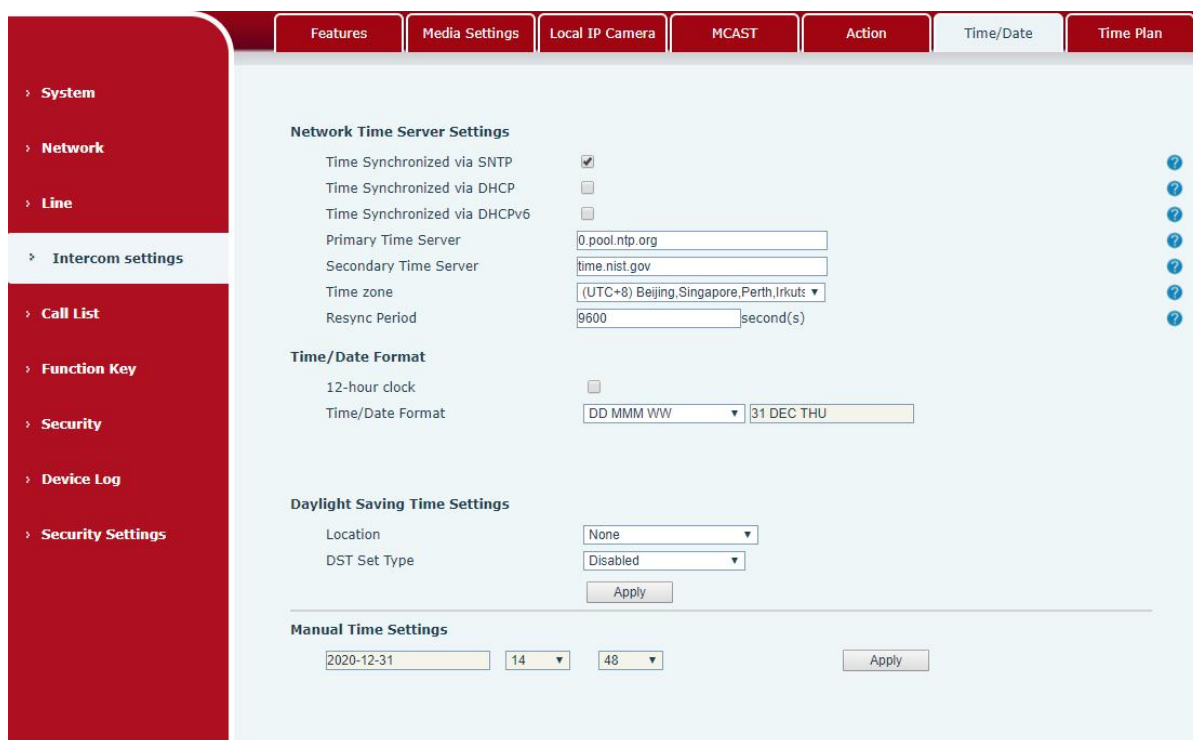 Features Media Settings Local IP Camera MCAST Action Time/Date Time Plan
System
Network
Line
Intercom settings
Call List
Function Key
Security
Device Log
Security Settings
Network Time Server Settings
Time Synchronized via SNTP
Time Synchronized via DHCP
Time Synchronized via DHCPv6
Primary Time Server 0.pool.ntp.org
Secondary Time Server time.nist.gov
Time zone (UTC+8) Beijing,Singapore,Perth,Irkuts
Resync Period 9600 second(s)
Time/Date Format
12-hour clock
Time/Date Format DD MMM WW 31 DEC THU
Daylight Saving Time Settings
Location None
DST Set Type Disabled
Apply
Manual Time Settings
2020-12-31 14 48 Apply